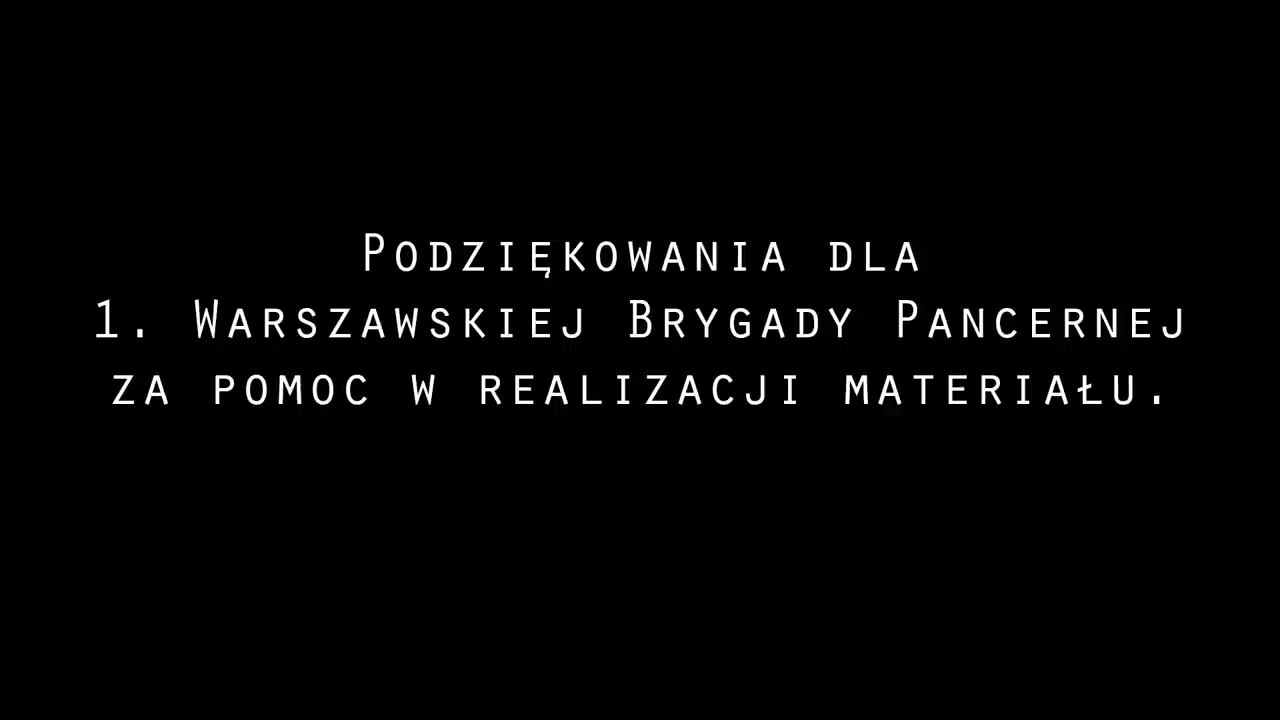 Podziękowania dla
1. Warszawskiej Brygady Pancernej
za pomoc w realizacji materiału.